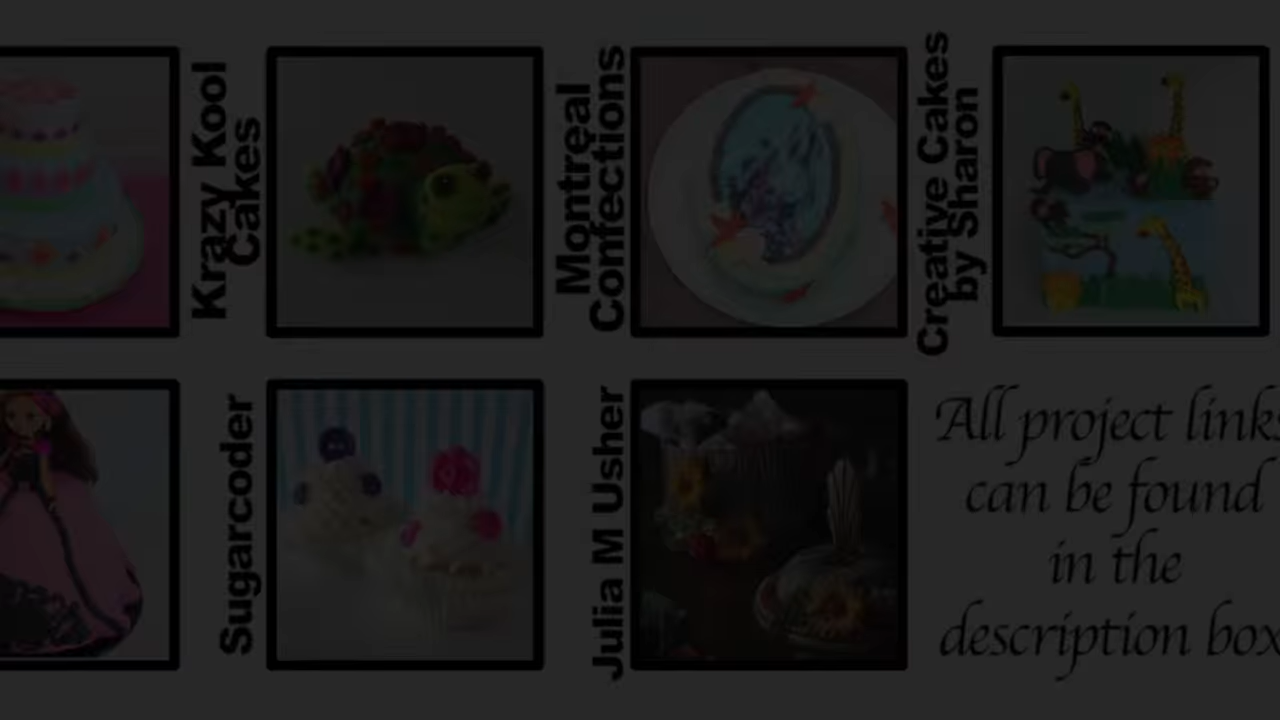 Krazy Kool
Cakes
Montreal
Confections
Creative Cakes
by Sharon
Sugarcoder
Julia M Usher
All project links
can be found
in the
description box